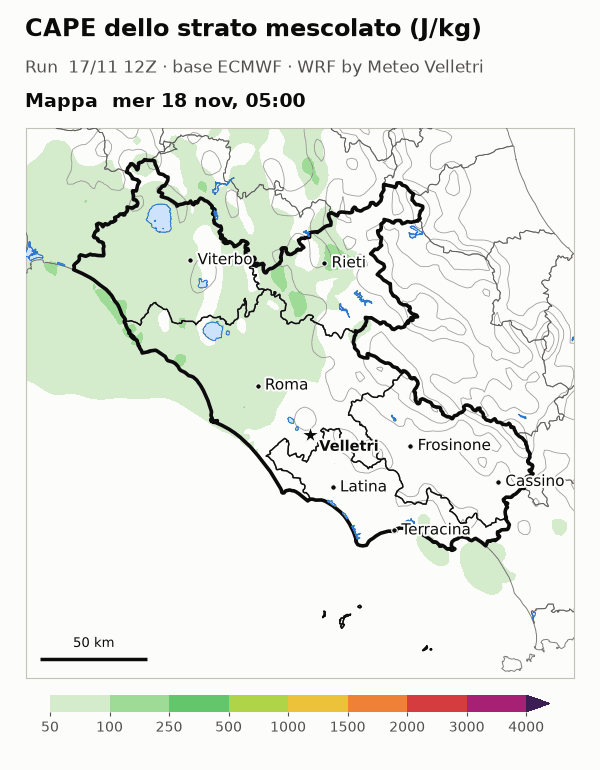 CAPE dello strato mescolato (J/kg)
Run  17/11 12Z · base ECMWF · WRF by Meteo Velletri
Mappa  mer 18 nov, 05:00
Viterbo
Rieti
Roma
Velletri
Frosinone
Latina
Cassino
Terracina
50 km
50 100 250 500 1000 1500 2000 3000 4000